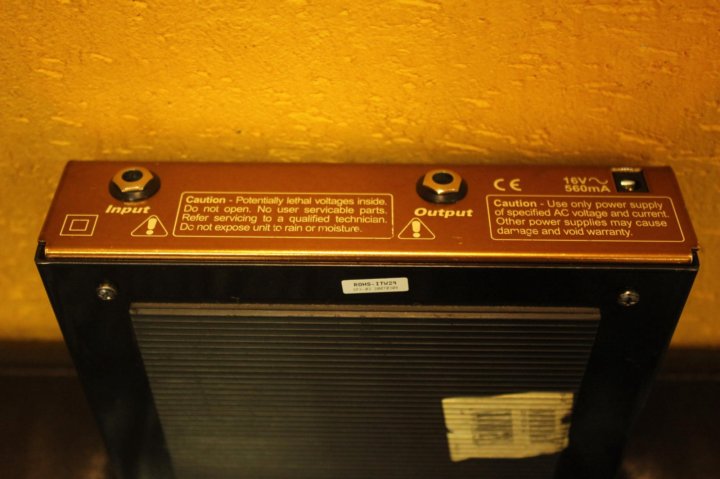 Input
Caution - Potentially lethal voltages inside.
Do not open. No user servicable parts.
Refer servicing to a qualified technician.
Do not expose unit to rain or moisture.
Output
CE
16V~
560mA
Caution - Use only power supply
of specified AC voltage and current.
Other power supplies may cause
damage and void warranty.
ROHS-ITW29